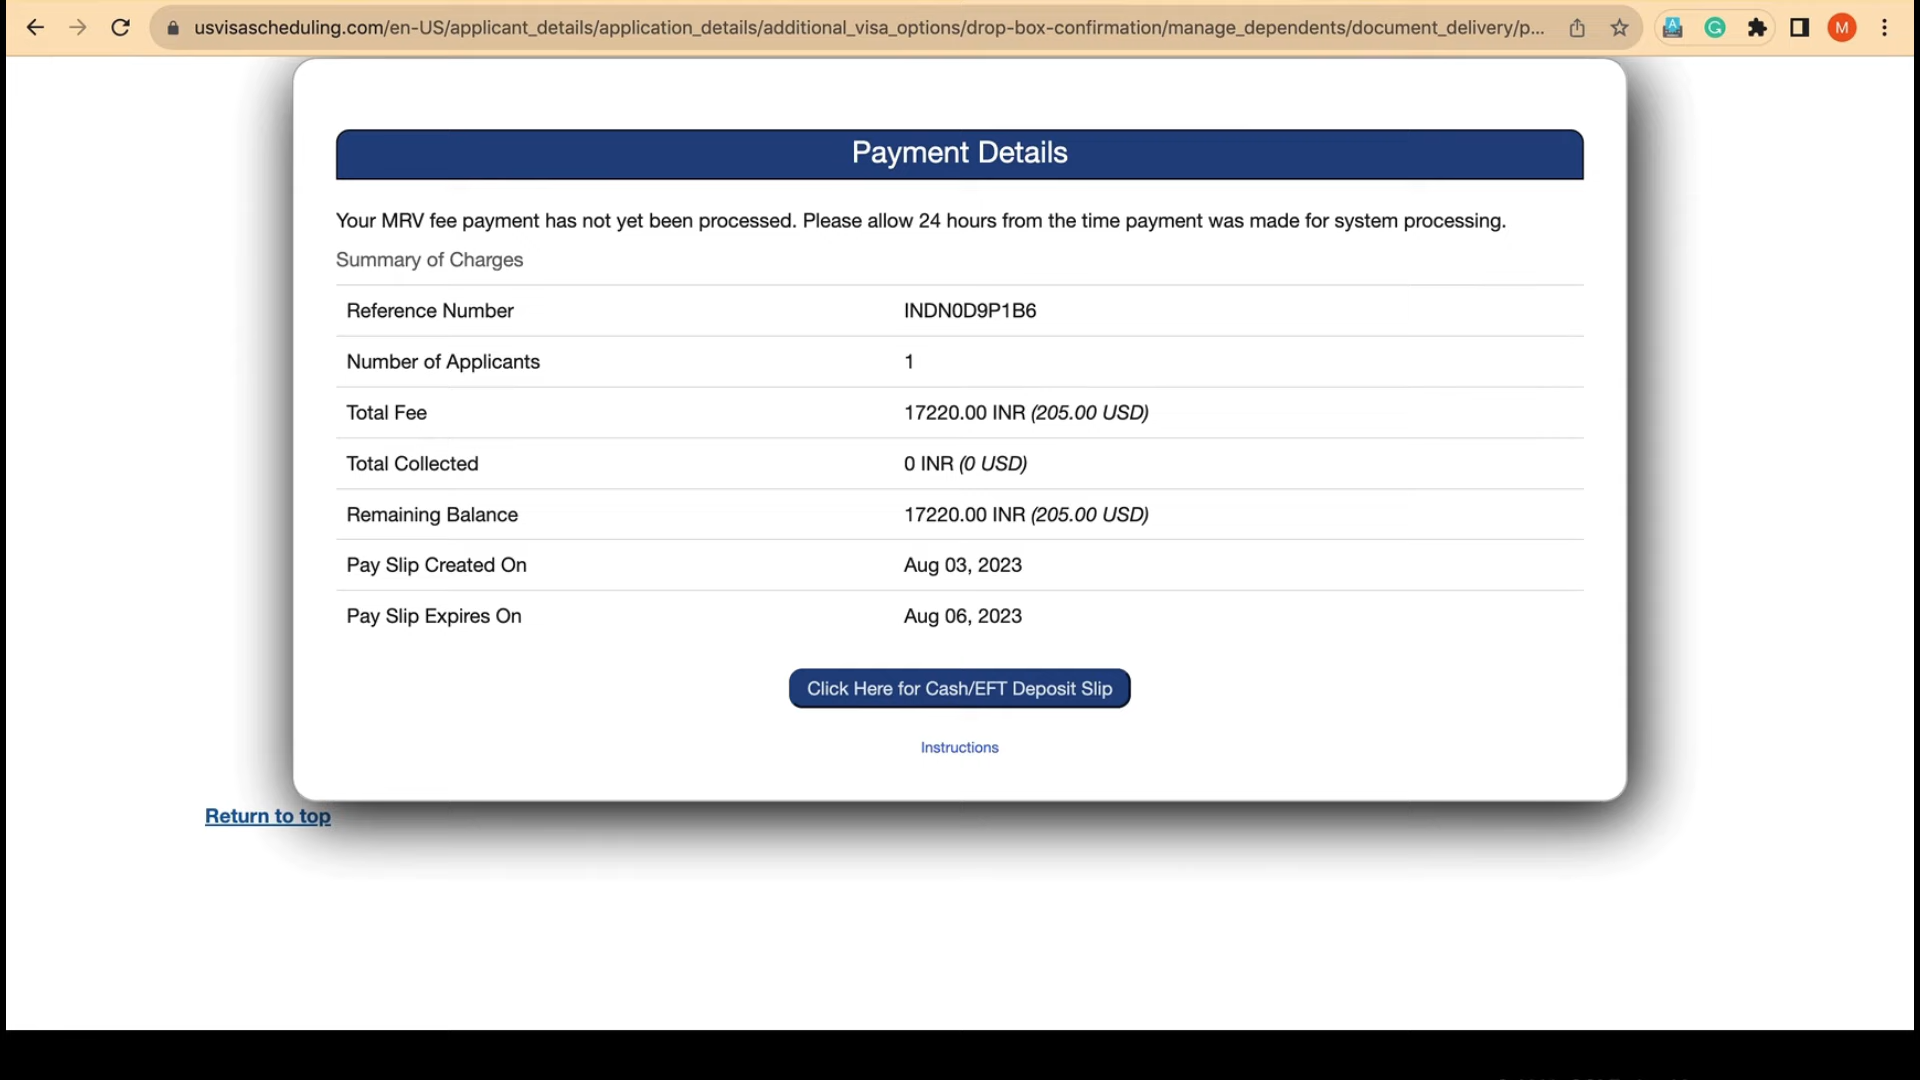 usvisascheduling.com/en-US/applicant_details/application_details/additional_visa_options/drop-box-confirmation/manage_dependents/document_delivery/p...
A
G
M
Payment Details
Your MRV fee payment has not yet been processed. Please allow 24 hours from the time payment was made for system processing.
Summary of Charges
Reference Number INDN0D9P1B6
Number of Applicants 1
Total Fee 17220.00 INR (205.00 USD)
Total Collected 0 INR (0 USD)
Remaining Balance 17220.00 INR (205.00 USD)
Pay Slip Created On Aug 03, 2023
Pay Slip Expires On Aug 06, 2023
Click Here for Cash/EFT Deposit Slip
Instructions
Return to top